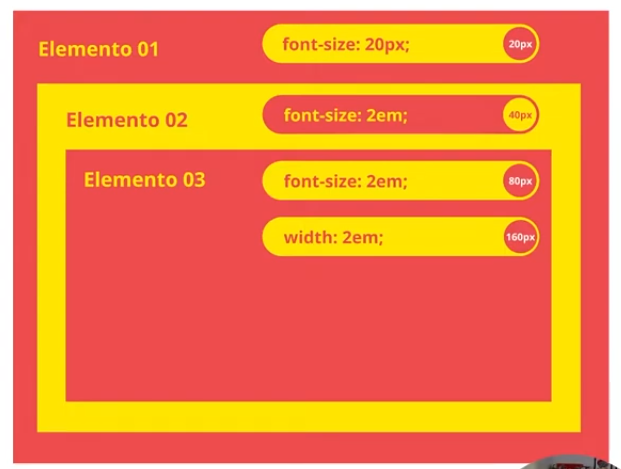 Elemento 01
font-size: 20px;
20px
Elemento 02
font-size: 2em;
40px
Elemento 03
font-size: 2em;
80px
width: 2em;
160px